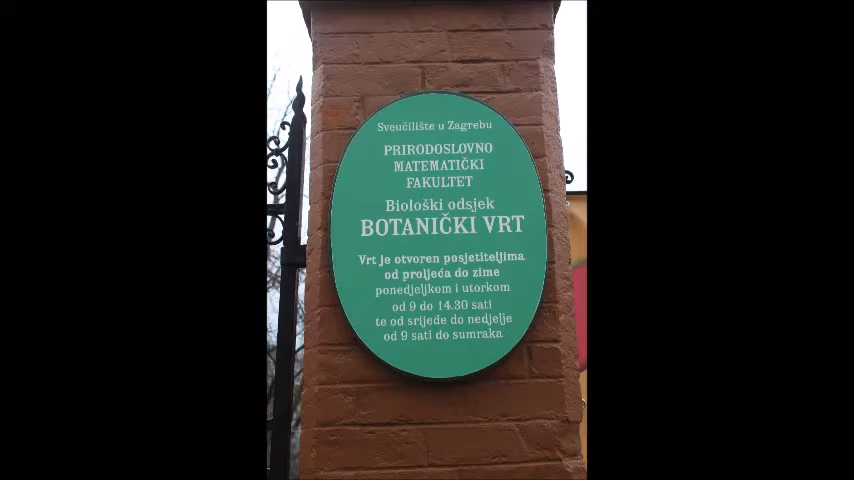 Sveučilište u Zagrebu
PRIRODOSLOVNO
MATEMATIČKI
FAKULTET
Biološki odsjek
BOTANIČKI VRT
Vrt je otvoren posjetiteljima
od proljeća do zime
ponedjeljkom i utorkom
od 9 do 14.30 sati
te od srijede do nedjelje
od 9 sati do sumraka